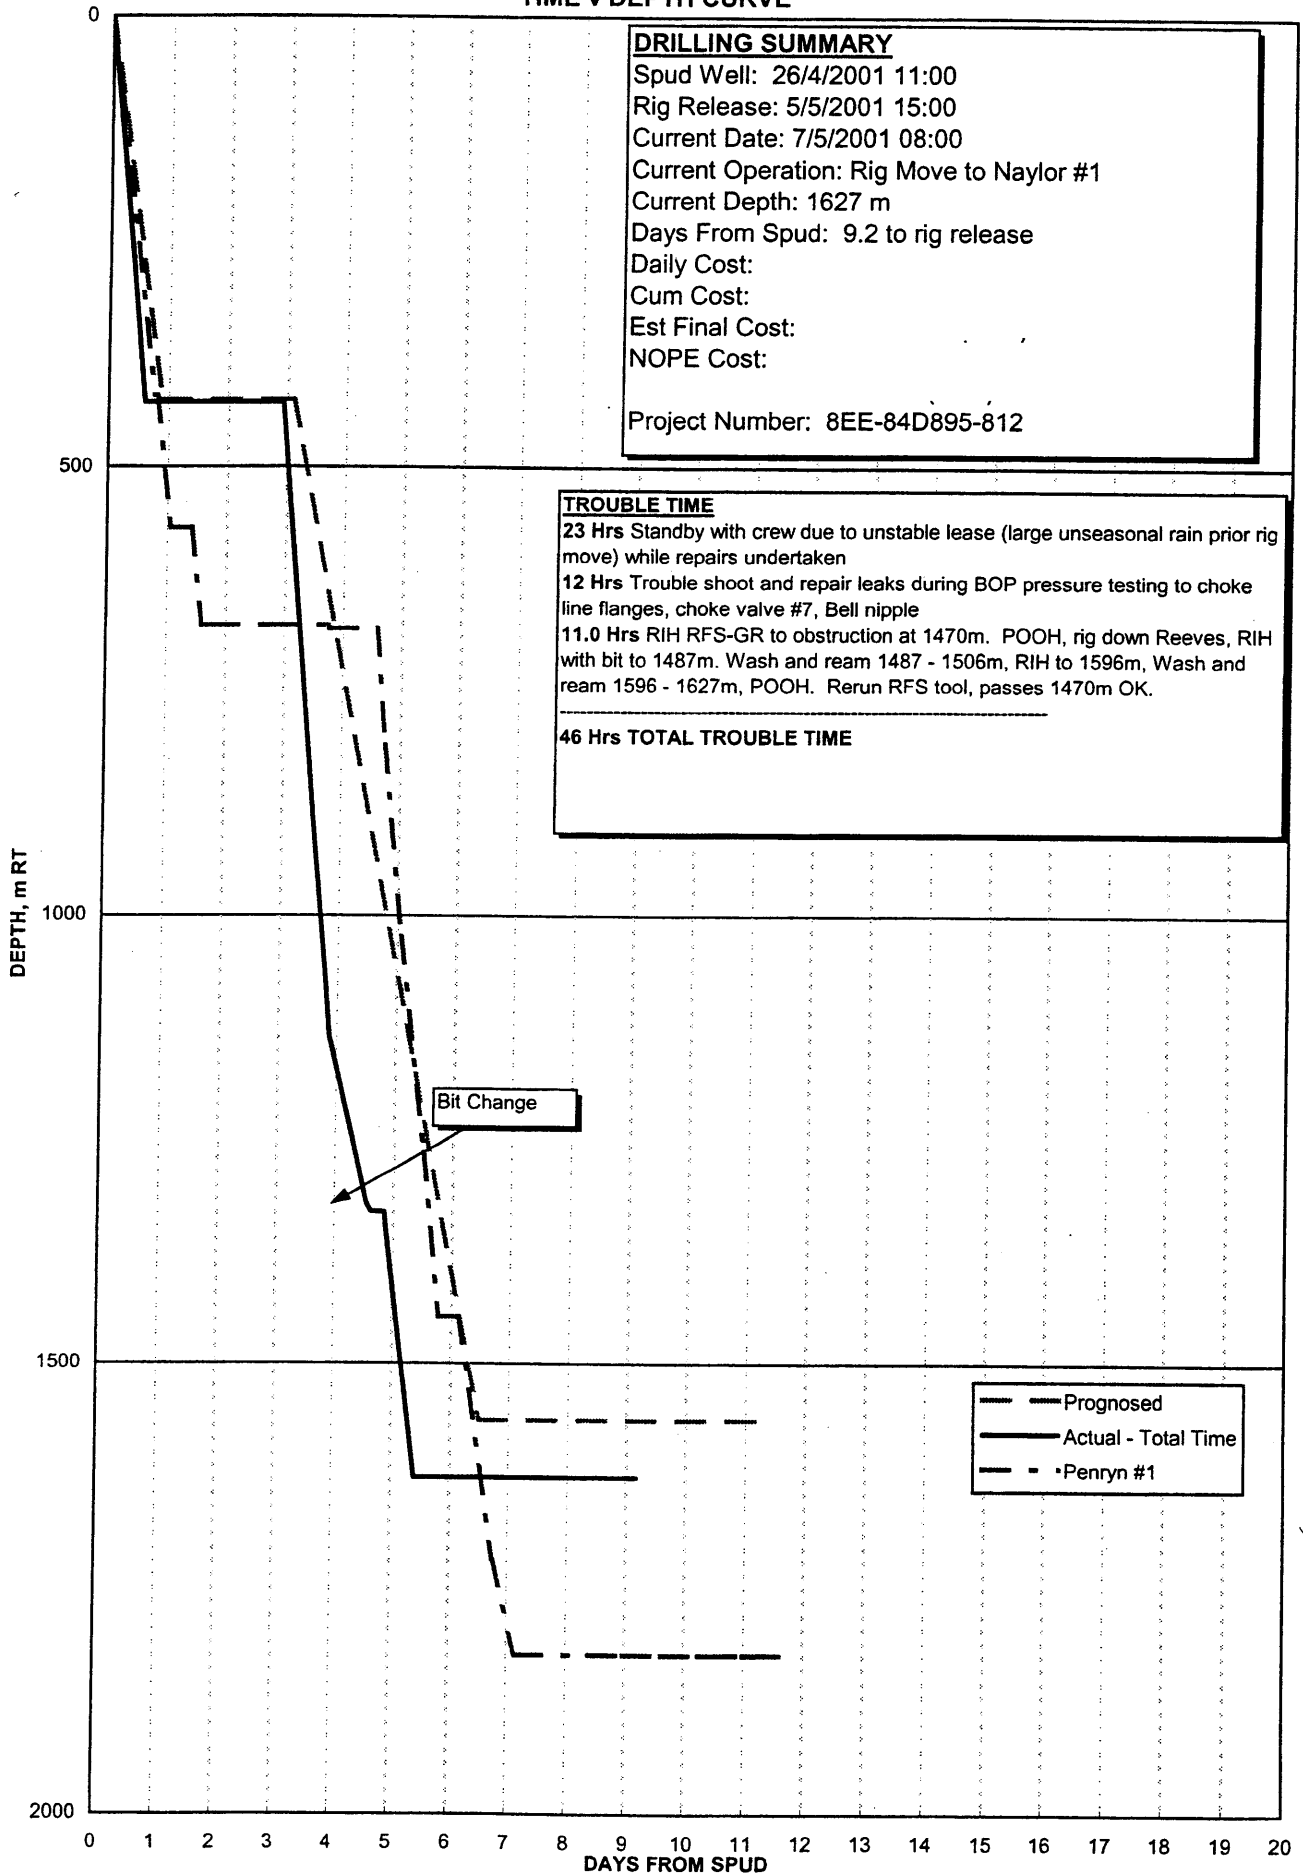 TIME v DEPTH CURVE
0
DRILLING SUMMARY
Spud Well: 26/4/2001 11:00
Rig Release: 5/5/2001 15:00
Current Date: 7/5/2001 08:00
Current Operation: Rig Move to Naylor #1
Current Depth: 1627 m
Days From Spud: 9.2 to rig release
Daily Cost:
Cum Cost:
Est Final Cost:
NOPE Cost:
Project Number: 8EE-84D895-812
500
TROUBLE TIME
23 Hrs Standby with crew due to unstable lease (large unseasonal rain prior rig
move) while repairs undertaken
12 Hrs Trouble shoot and repair leaks during BOP pressure testing to choke
line flanges, choke valve #7, Bell nipple
11.0 Hrs RIH RFS-GR to obstruction at 1470m. POOH, rig down Reeves, RIH
with bit to 1487m. Wash and ream 1487 - 1506m, RIH to 1596m, Wash and
ream 1596 - 1627m, POOH. Rerun RFS tool, passes 1470m OK.
46 Hrs TOTAL TROUBLE TIME
DEPTH, m RT
1000
Bit Change
1500
Prognosed
Actual - Total Time
Penryn #1
2000
0 1 2 3 4 5 6 7 8 9 10 11 12 13 14 15 16 17 18 19 20
DAYS FROM SPUD